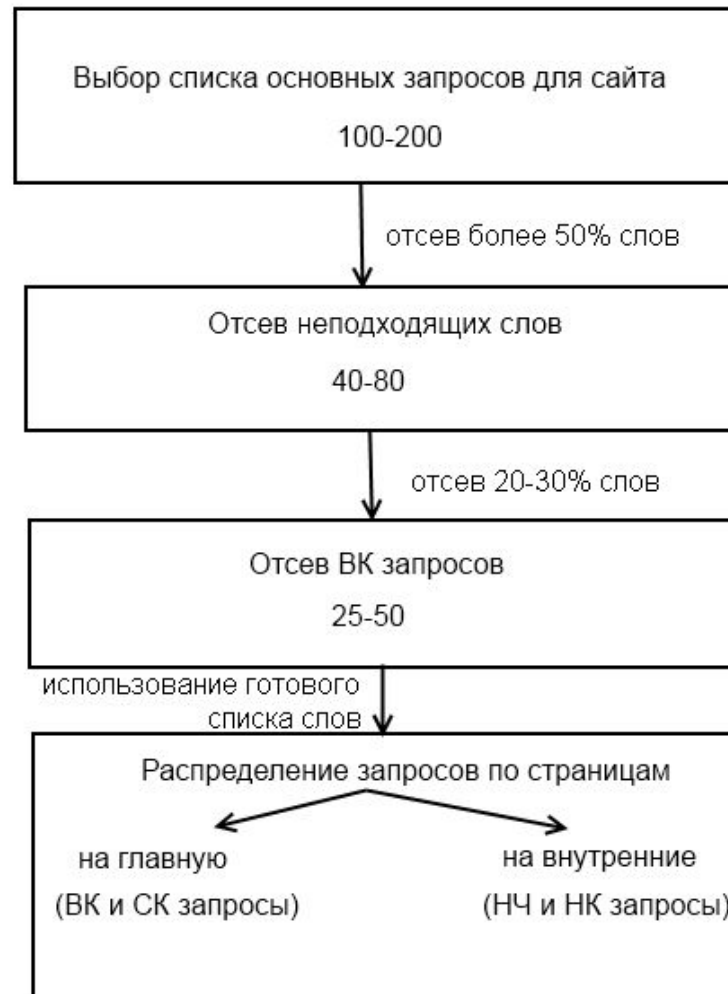 Выбор списка основных запросов для сайта
100-200
отсев более 50% слов
Отсев неподходящих слов
40-80
отсев 20-30% слов
Отсев ВК запросов
25-50
использование готового
списка слов
Распределение запросов по страницам
на главную
(ВК и СК запросы)
на внутренние
(НЧ и НК запросы)